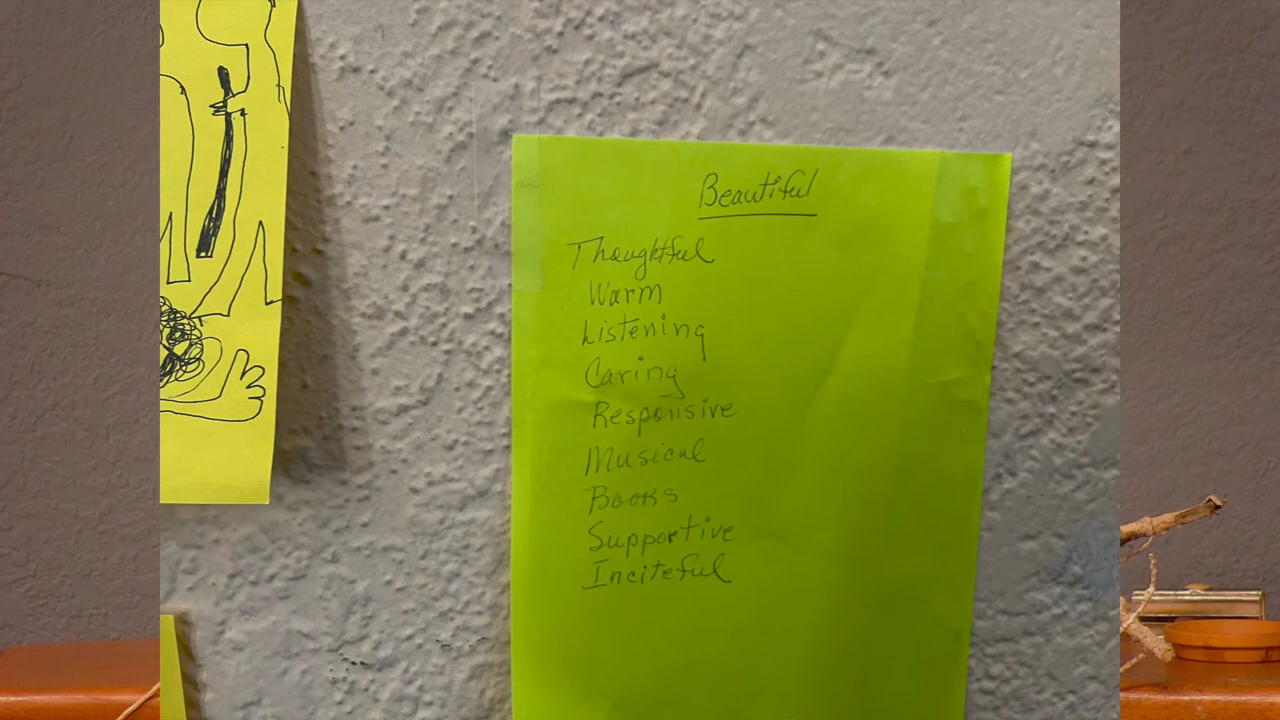 Beautiful
Thoughtful
Warm
Listening
Caring
Responsive
Musical
Books
Supportive
Inciteful